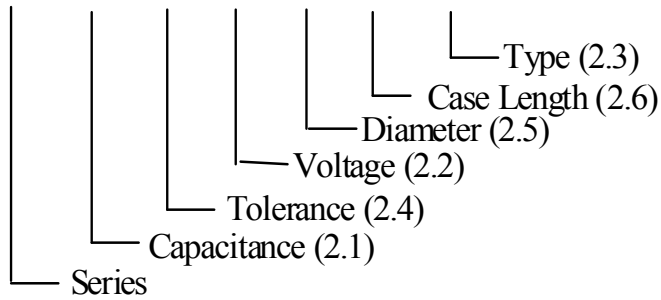 Type (2.3)
Case Length (2.6)
Diameter (2.5)
Voltage (2.2)
Tolerance (2.4)
Capacitance (2.1)
Series